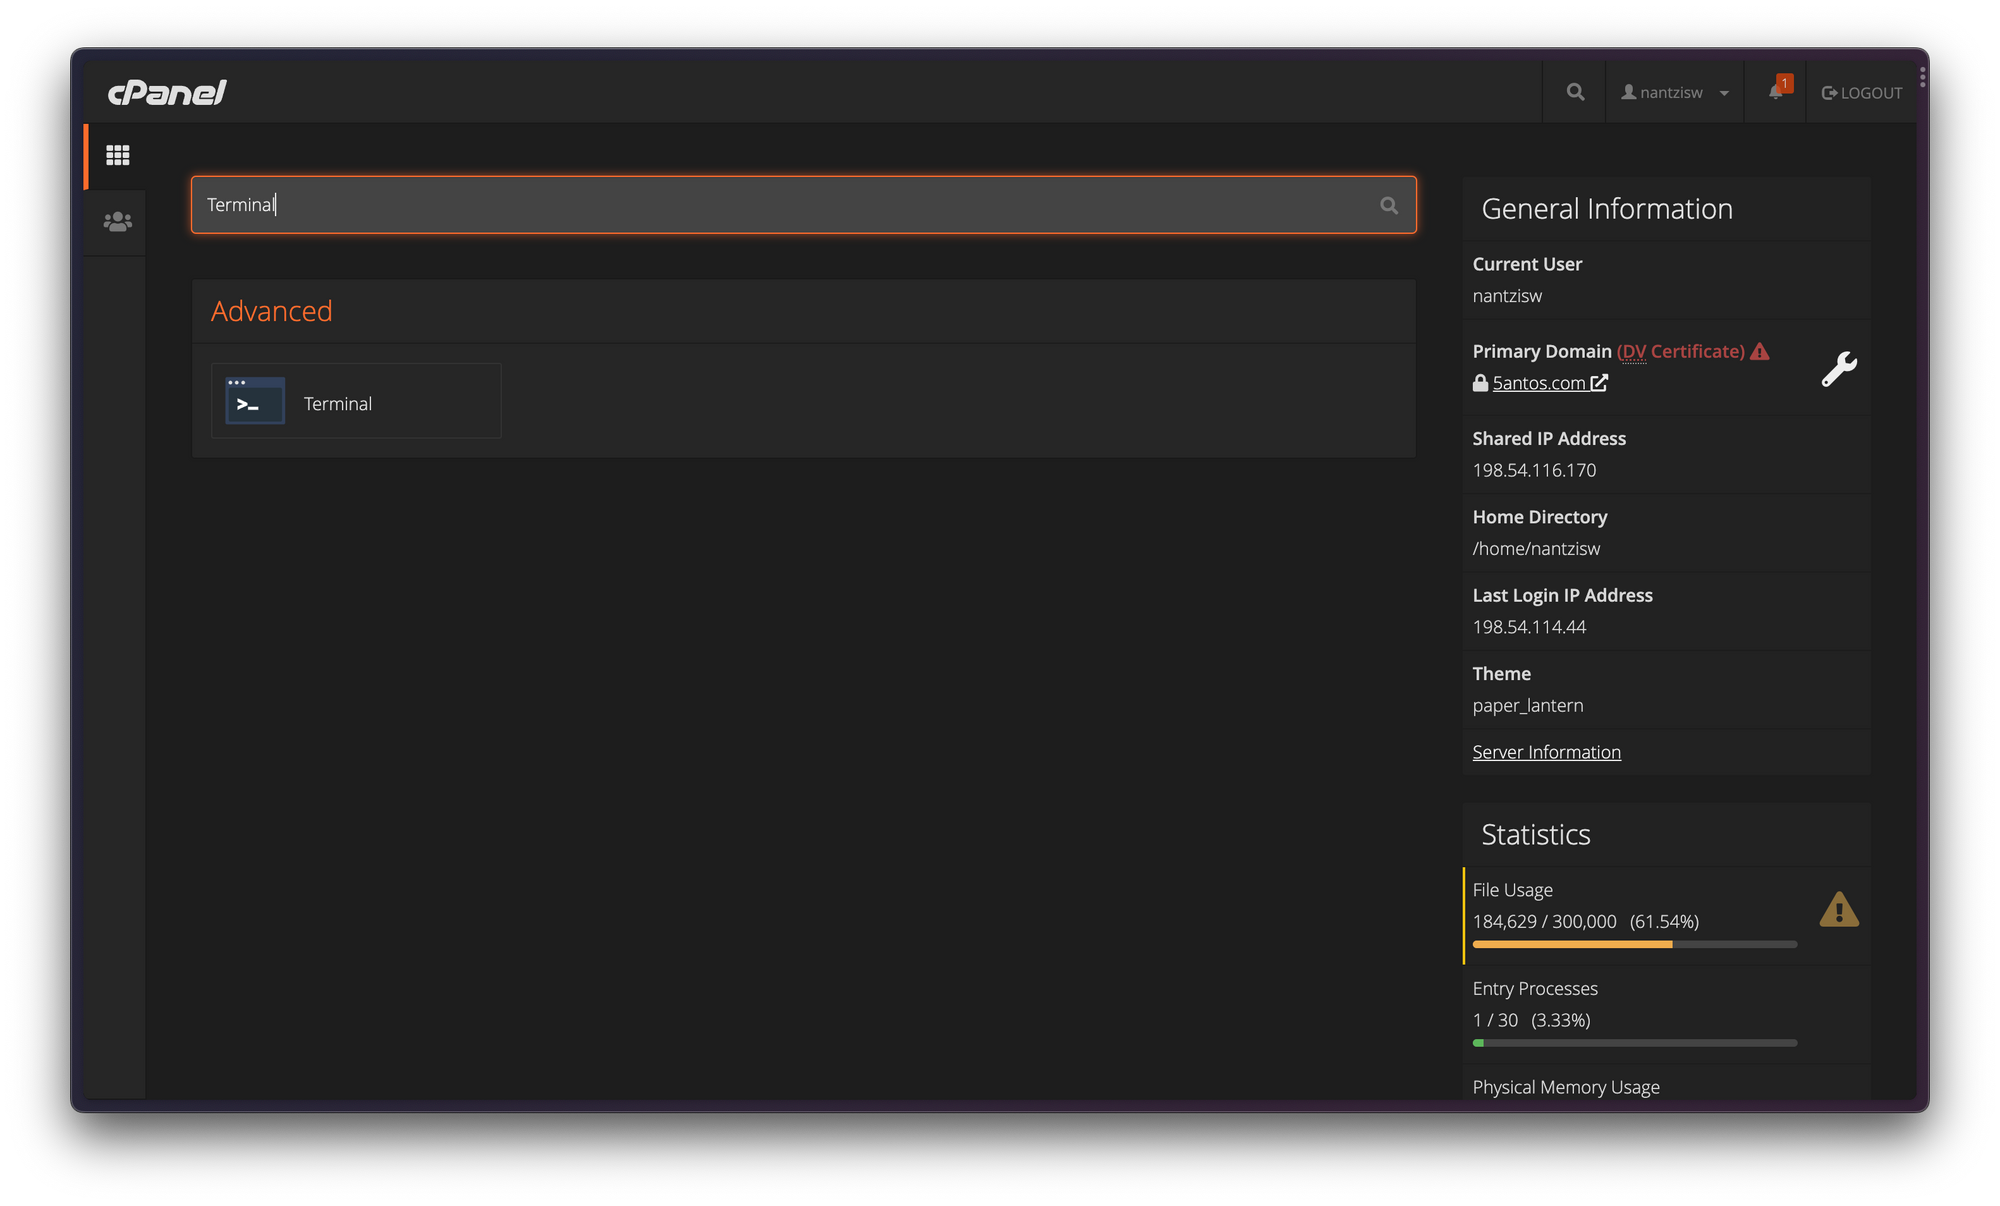 cPanel
nantzisw
1
LOGOUT
Terminal
Advanced
>_ Terminal
General Information
Current User
nantzisw
Primary Domain (DV Certificate)
5antos.com
Shared IP Address
198.54.116.170
Home Directory
/home/nantzisw
Last Login IP Address
198.54.114.44
Theme
paper_lantern
Server Information
Statistics
File Usage
184,629 / 300,000 (61.54%)
Entry Processes
1 / 30 (3.33%)
Physical Memory Usage